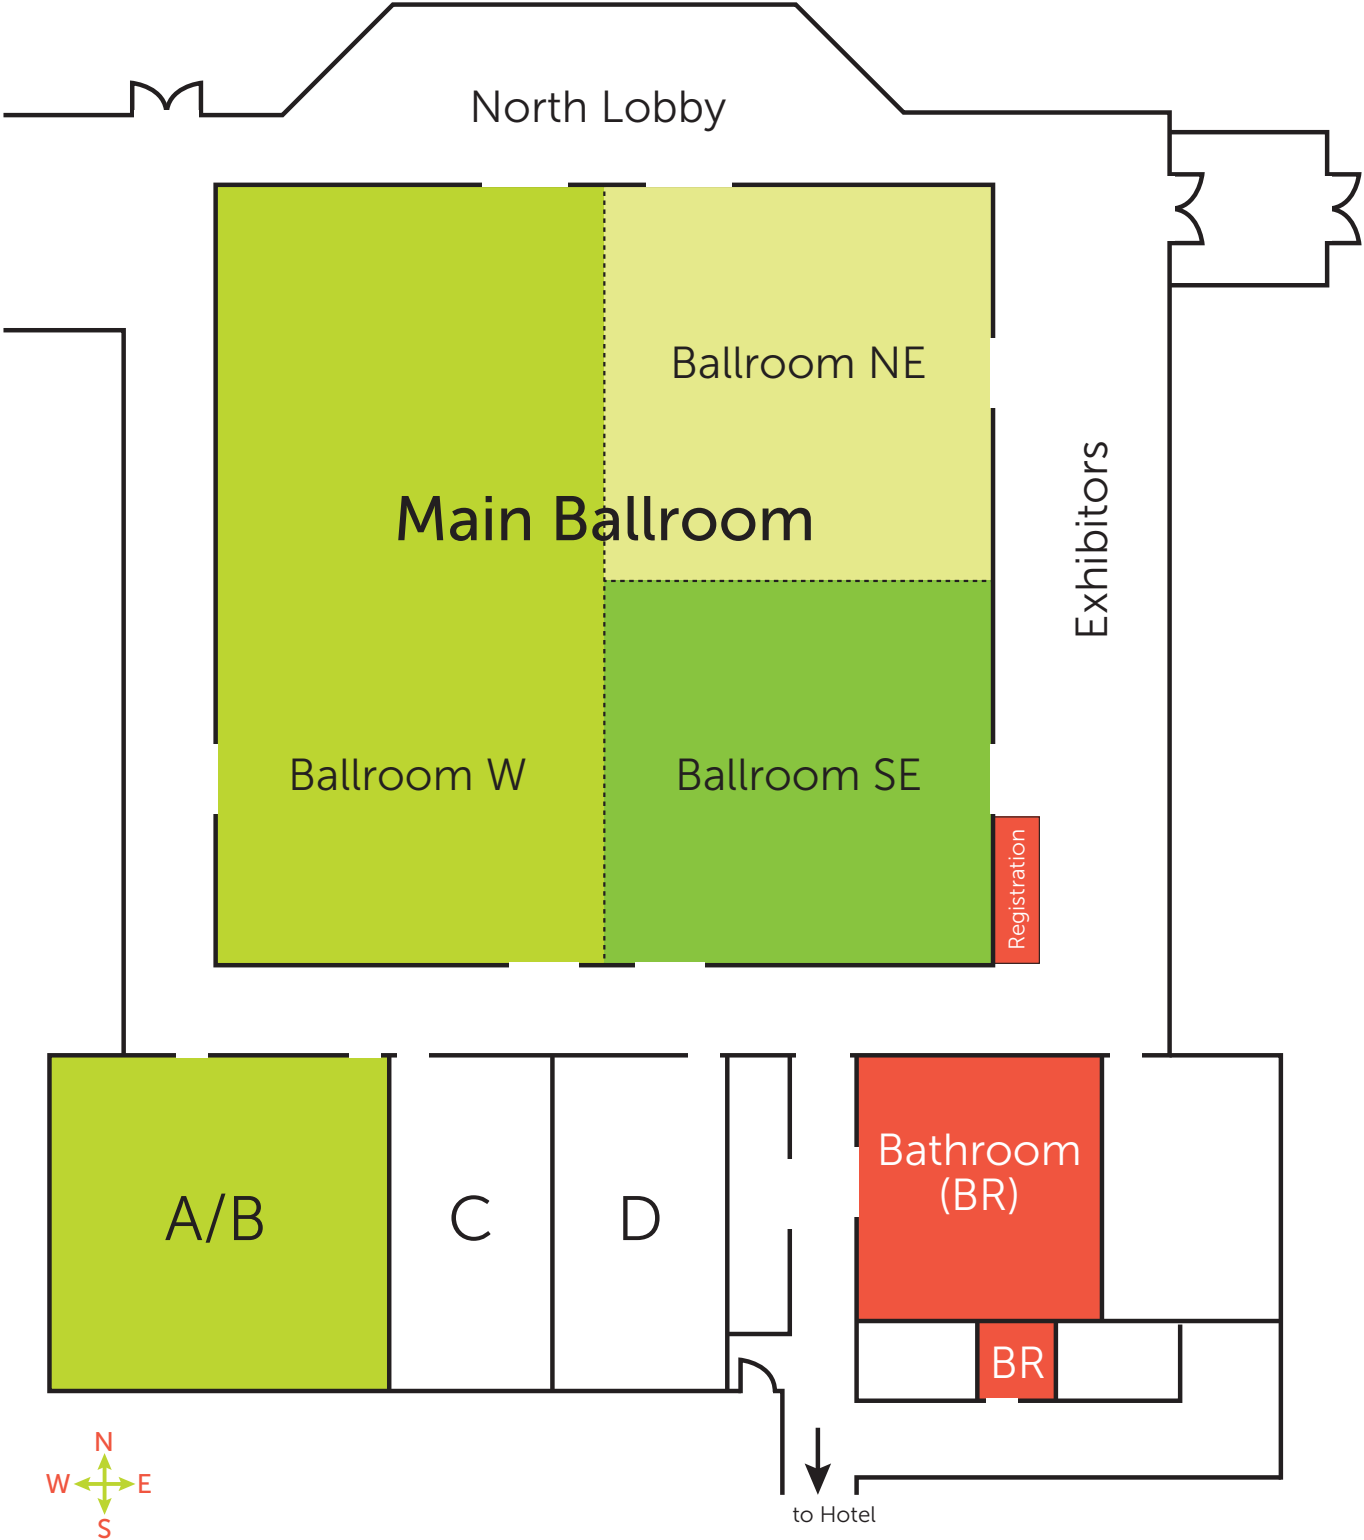 North Lobby
Ballroom NE
Main Ballroom
Exhibitors
Ballroom W
Ballroom SE
Registration
A/B
C
D
Bathroom
(BR)
BR
N
W
E
S
to Hotel